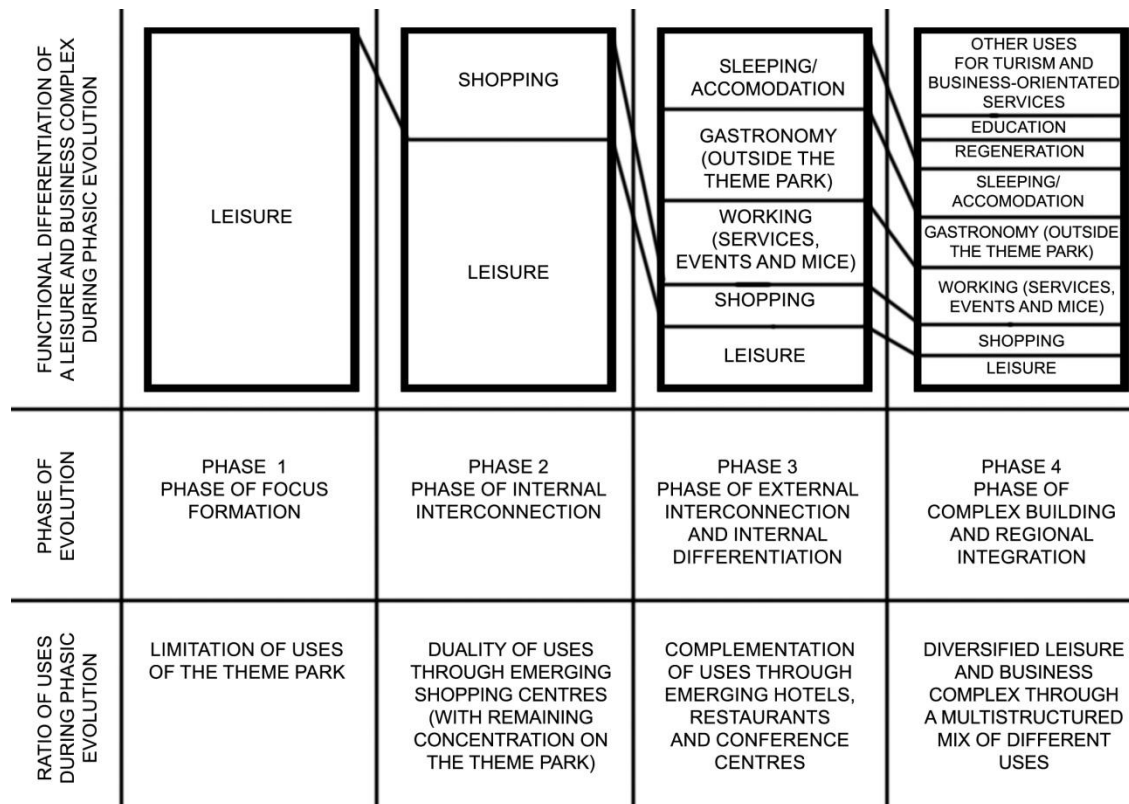 FUNCTIONAL DIFFERENTIATION OF
A LEISURE AND BUSINESS COMPLEX
DURING PHASIC EVOLUTION
LEISURE
SHOPPING
LEISURE
SLEEPING/
ACCOMODATION
GASTRONOMY
(OUTSIDE THE
THEME PARK)
WORKING
(SERVICES,
EVENTS AND MICE)
SHOPPING
LEISURE
OTHER USES
FOR TURISM AND
BUSINESS-ORIENTATED
SERVICES
EDUCATION
REGENERATION
SLEEPING/
ACCOMODATION
GASTRONOMY (OUTSIDE
THE THEME PARK)
WORKING (SERVICES,
EVENTS AND MICE)
SHOPPING
LEISURE
PHASE OF
EVOLUTION
PHASE 1
PHASE OF FOCUS
FORMATION
PHASE 2
PHASE OF INTERNAL
INTERCONNECTION
PHASE 3
PHASE OF EXTERNAL
INTERCONNECTION
AND INTERNAL
DIFFERENTIATION
PHASE 4
PHASE OF
COMPLEX BUILDING
AND REGIONAL
INTEGRATION
RATIO OF USES
DURING PHASIC
EVOLUTION
LIMITATION OF USES
OF THE THEME PARK
DUALITY OF USES
THROUGH EMERGING
SHOPPING CENTRES
(WITH REMAINING
CONCENTRATION ON
THE THEME PARK)
COMPLEMENTATION
OF USES THROUGH
EMERGING HOTELS,
RESTAURANTS
AND CONFERENCE
CENTRES
DIVERSIFIED LEISURE
AND BUSINESS
COMPLEX THROUGH
A MULTISTRUCTURED
MIX OF DIFFERENT
USES